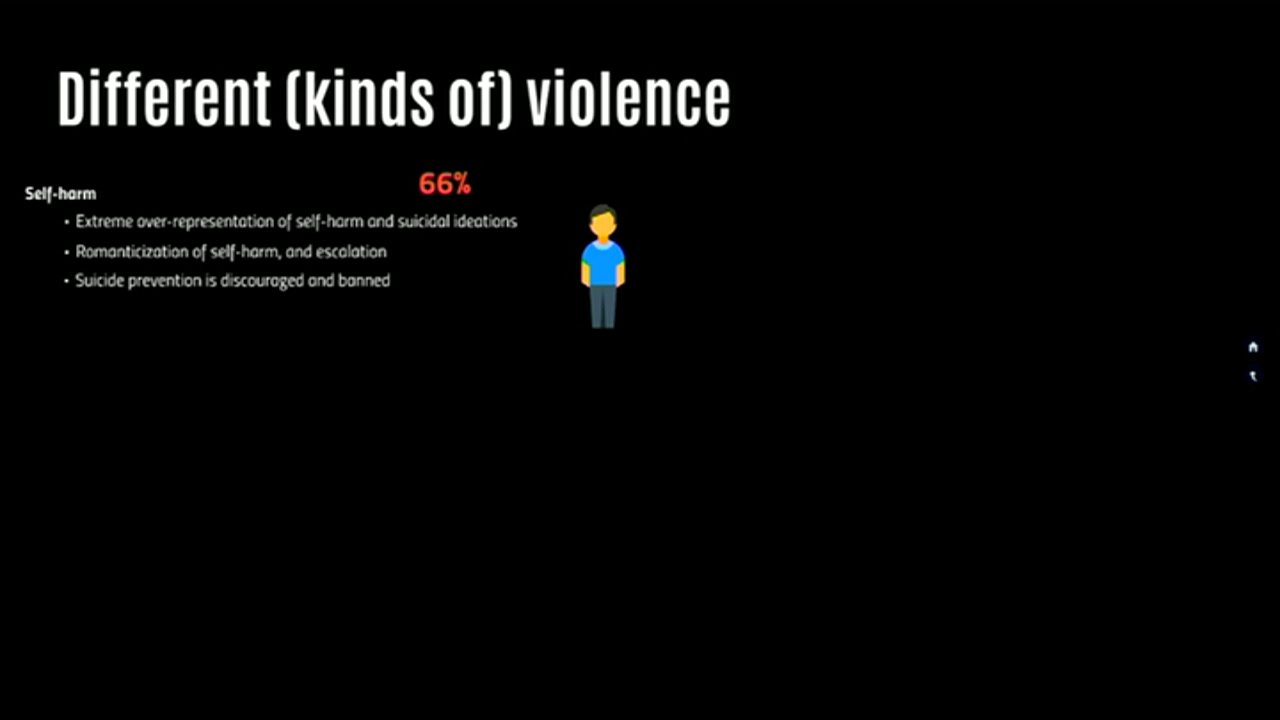 Different (kinds of) violence
66%
Self-harm
• Extreme over-representation of self-harm and suicidal ideations
• Romanticization of self-harm, and escalation
• Suicide prevention is discouraged and banned